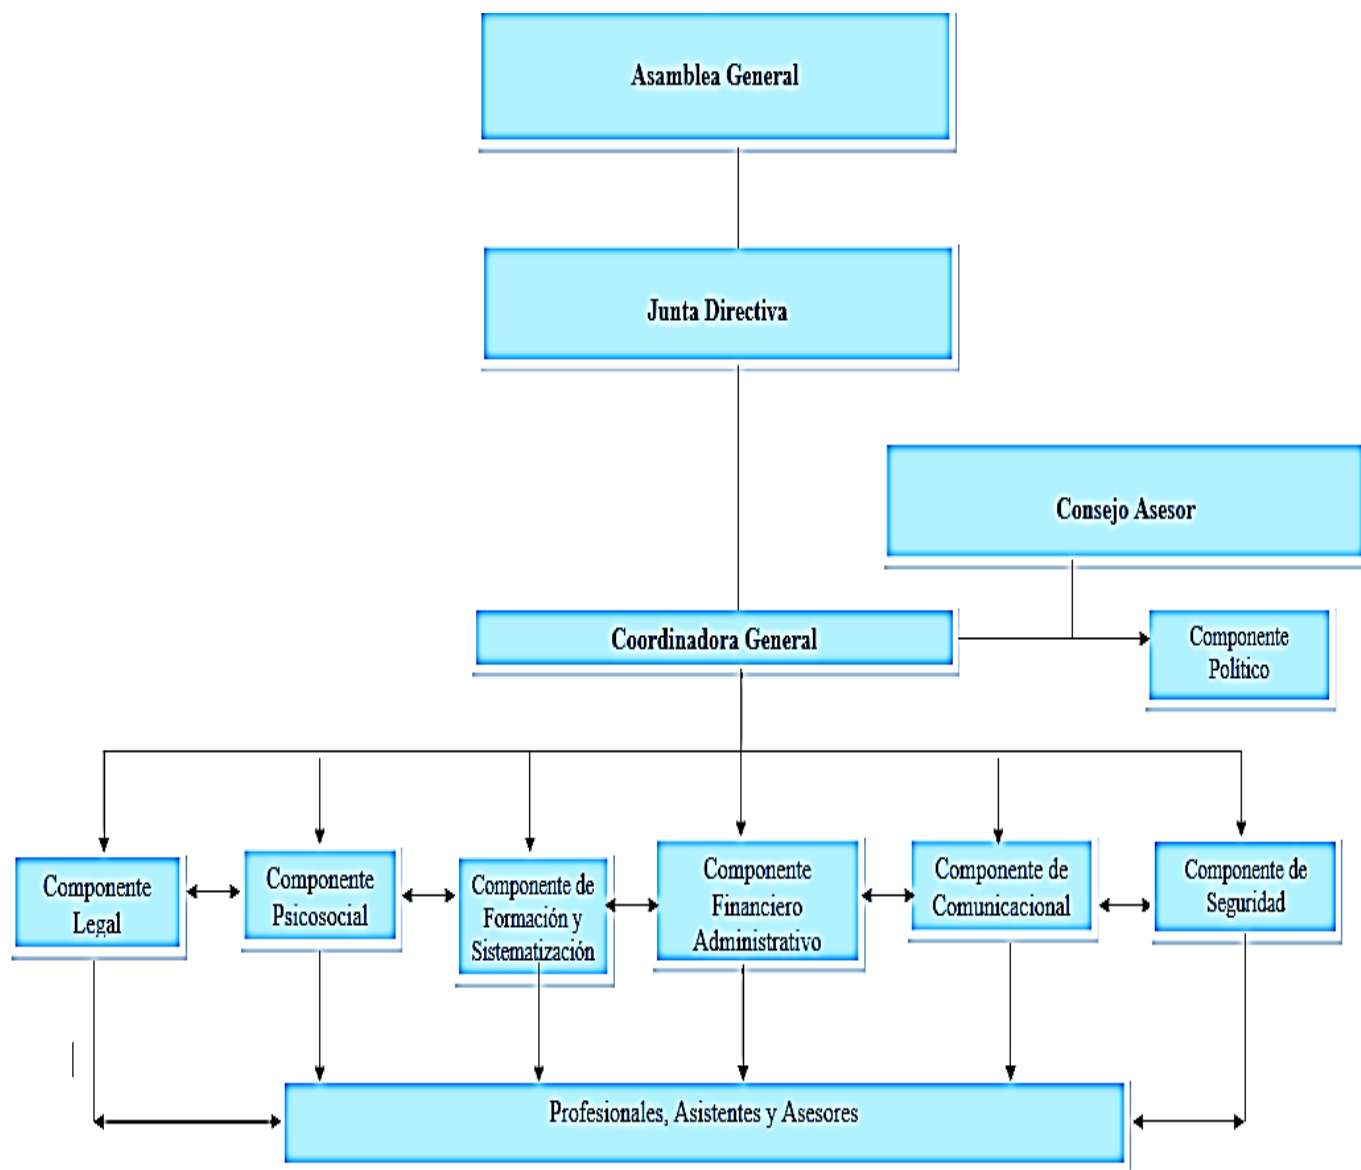 Asamblea General
Junta Directiva
Consejo Asesor
Coordinadora General
Componente
Político
Componente
Legal
Componente
Psicosocial
Componente de
Formación y
Sistematización
Componente
Financiero
Administrativo
Componente de
Comunicacional
Componente de
Seguridad
Profesionales, Asistentes y Asesores